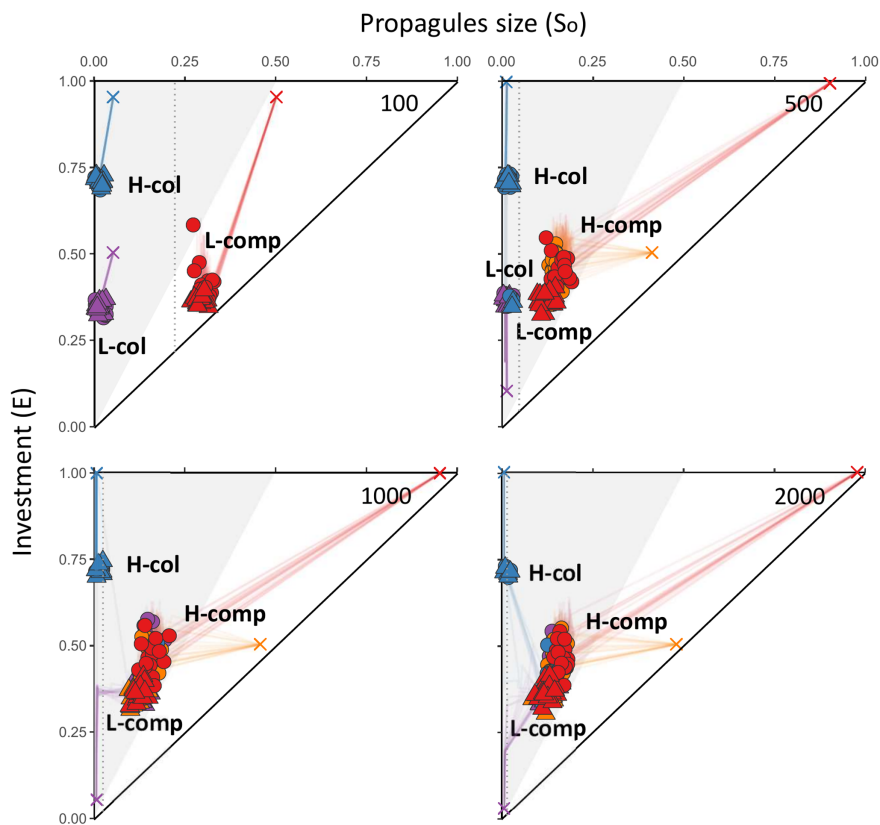 Propagules size (So)
0.00 0.25 0.50 0.75 1.00 0.00 0.25 0.50 0.75 1.00
1.00 100 500
0.75 H-col H-col
0.50 L-comp H-comp
L-col
0.25 L-col L-comp
0.00
Investment (E)
1.00 1000 2000
0.75 H-col H-col
0.50 H-comp H-comp
0.25 L-comp L-comp
0.00